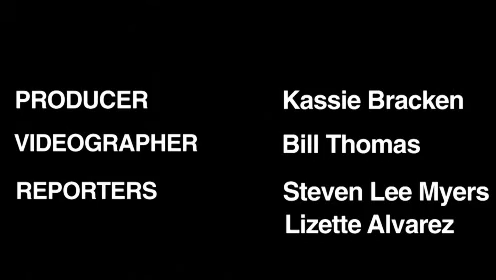 PRODUCER Kassie Bracken
VIDEOGRAPHER Bill Thomas
REPORTERS Steven Lee Myers
Lizette Alvarez